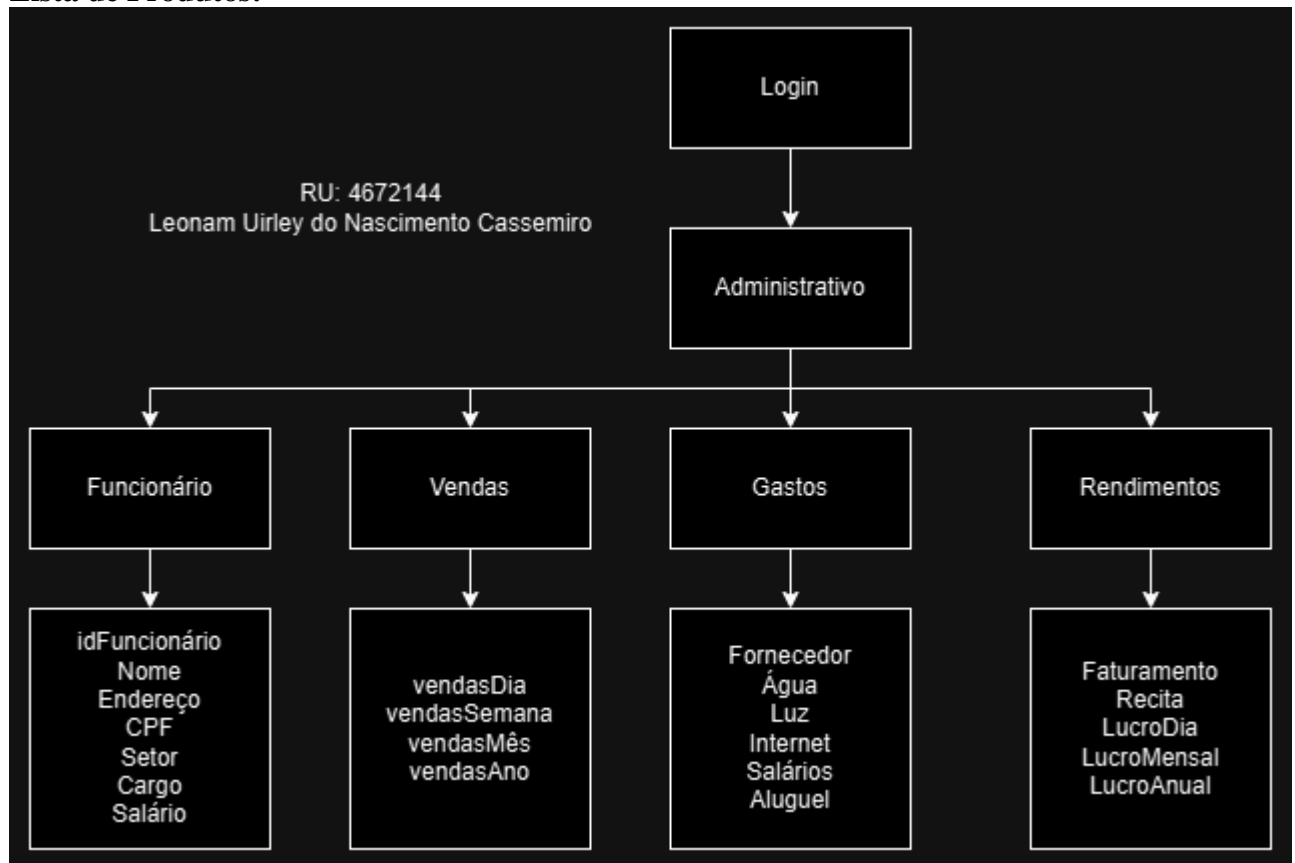 Lista de Produtos:
Login
RU: 4672144
Leonam Uirley do Nascimento Cassemiro
Administrativo
Funcionário
Vendas
Gastos
Rendimentos
idFuncionário
Nome
Endereço
CPF
Setor
Cargo
Salário
vendasDia
vendasSemana
vendasMês
vendasAno
Fornecedor
Água
Luz
Internet
Salários
Aluguel
Faturamento
Recita
LucroDia
LucroMensal
LucroAnual